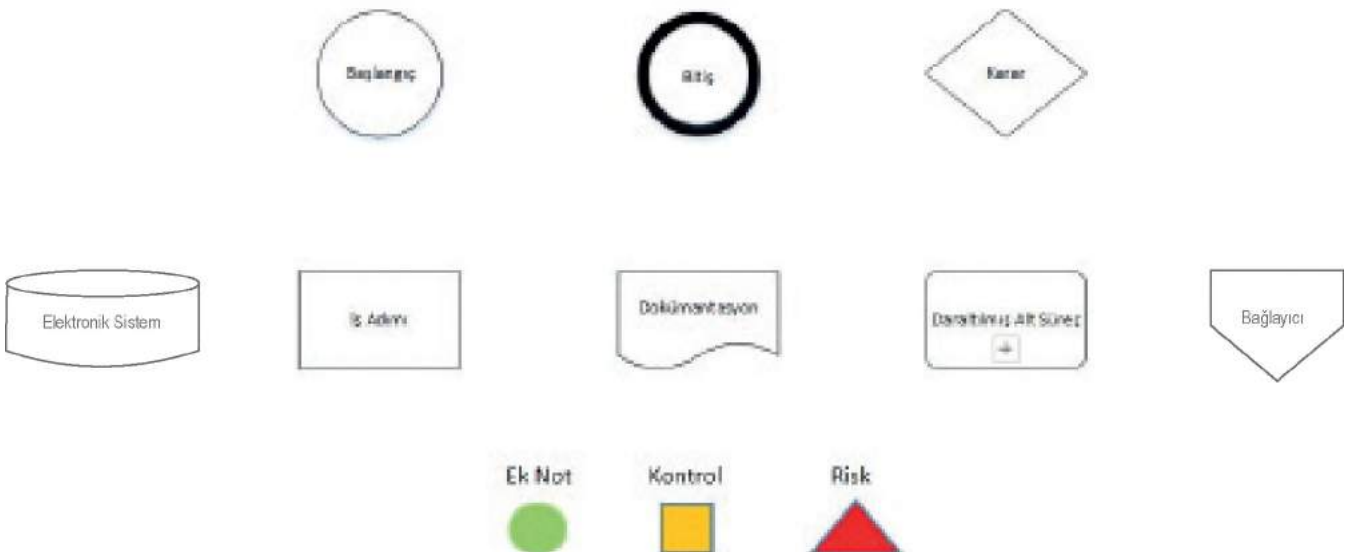 Başlangıç
Bitiş
Karar
Elektronik Sistem
İş Adımı
Dokümantasyon
Daraltılmış Alt Süreç
+
Bağlayıcı
Ek Not
Kontrol
Risk